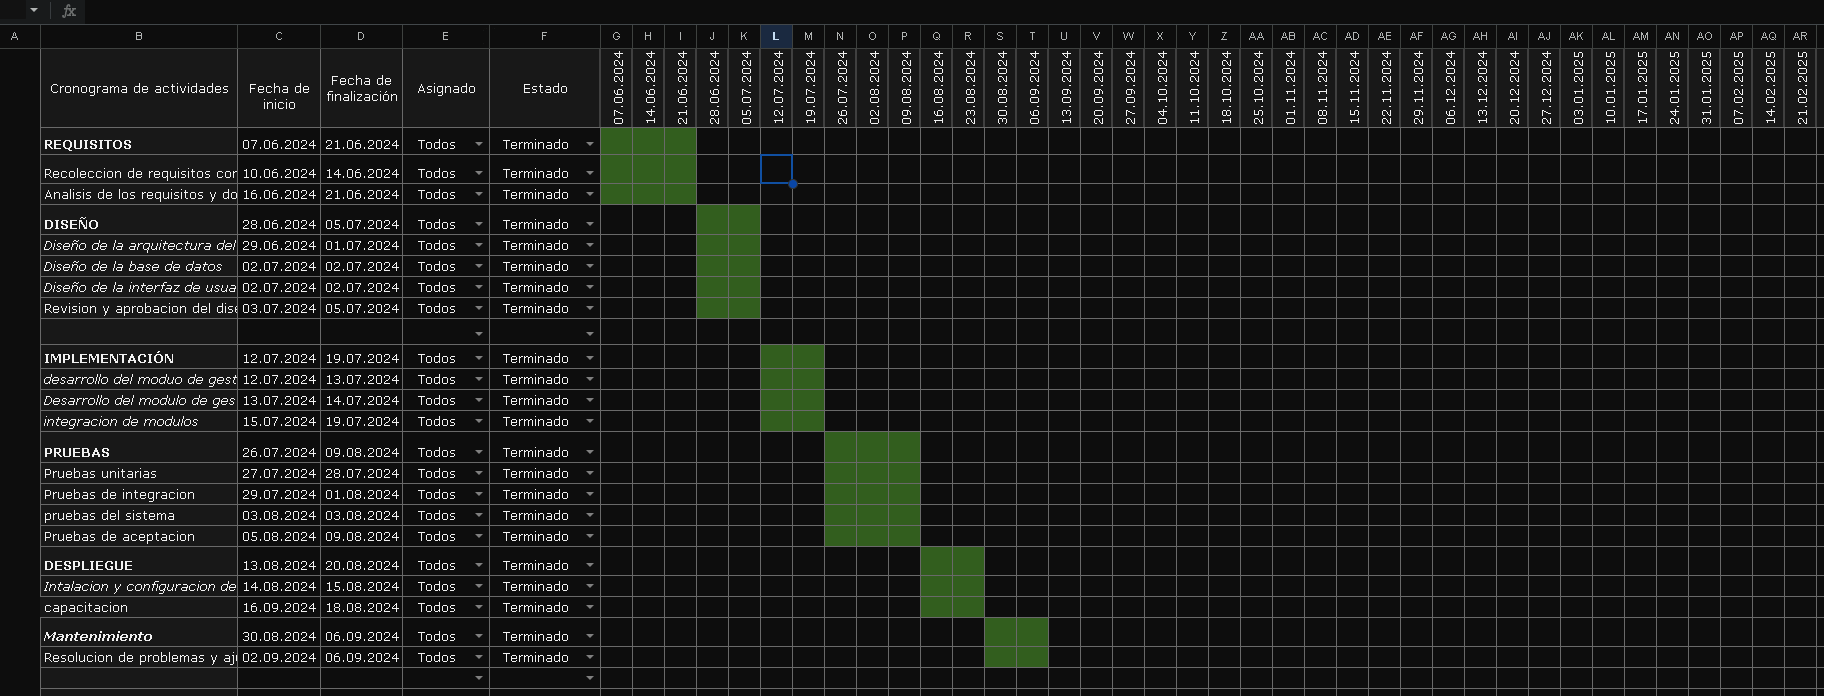 fx
A B C D E F G H I J K L M N O P Q R S T U V W X Y Z AA AB AC AD AE AF AG AH AI AJ AK AL AM AN AO AP AQ AR
Cronograma de actividades Fecha de inicio Fecha de finalización Asignado Estado 07.06.2024 14.06.2024 21.06.2024 28.06.2024 05.07.2024 12.07.2024 19.07.2024 26.07.2024 02.08.2024 09.08.2024 16.08.2024 23.08.2024 30.08.2024 06.09.2024 13.09.2024 20.09.2024 27.09.2024 04.10.2024 11.10.2024 18.10.2024 25.10.2024 01.11.2024 08.11.2024 15.11.2024 22.11.2024 29.11.2024 06.12.2024 13.12.2024 20.12.2024 27.12.2024 03.01.2025 10.01.2025 17.01.2025 24.01.2025 31.01.2025 07.02.2025 14.02.2025 21.02.2025
REQUISITOS 07.06.2024 21.06.2024 Todos Terminado
Recoleccion de requisitos con 10.06.2024 14.06.2024 Todos Terminado
Analisis de los requisitos y do 16.06.2024 21.06.2024 Todos Terminado
DISEÑO 28.06.2024 05.07.2024 Todos Terminado
Diseño de la arquitectura del 29.06.2024 01.07.2024 Todos Terminado
Diseño de la base de datos 02.07.2024 02.07.2024 Todos Terminado
Diseño de la interfaz de usua 02.07.2024 02.07.2024 Todos Terminado
Revision y aprobacion del dise 03.07.2024 05.07.2024 Todos Terminado
IMPLEMENTACIÓN 12.07.2024 19.07.2024 Todos Terminado
desarrollo del moduo de gest 12.07.2024 13.07.2024 Todos Terminado
Desarrollo del modulo de ges 13.07.2024 14.07.2024 Todos Terminado
integracion de modulos 15.07.2024 19.07.2024 Todos Terminado
PRUEBAS 26.07.2024 09.08.2024 Todos Terminado
Pruebas unitarias 27.07.2024 28.07.2024 Todos Terminado
Pruebas de integracion 29.07.2024 01.08.2024 Todos Terminado
pruebas del sistema 03.08.2024 03.08.2024 Todos Terminado
Pruebas de aceptacion 05.08.2024 09.08.2024 Todos Terminado
DESPLIEGUE 13.08.2024 20.08.2024 Todos Terminado
Intalacion y configuracion de 14.08.2024 15.08.2024 Todos Terminado
capacitacion 16.09.2024 18.08.2024 Todos Terminado
Mantenimiento 30.08.2024 06.09.2024 Todos Terminado
Resolucion de problemas y aju 02.09.2024 06.09.2024 Todos Terminado